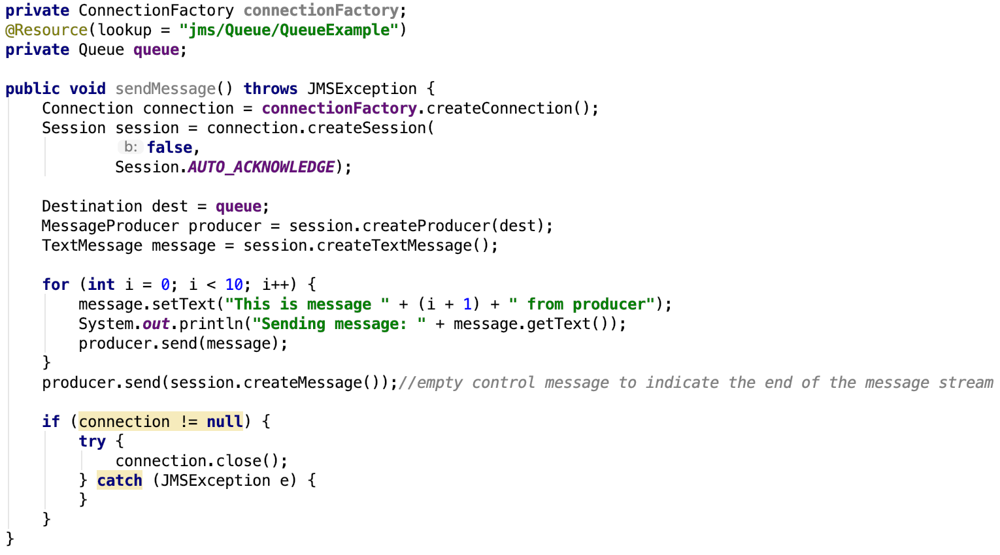 private ConnectionFactory connectionFactory;
@Resource(lookup = "jms/Queue/QueueExample")
private Queue queue;
public void sendMessage() throws JMSException {
Connection connection = connectionFactory.createConnection();
Session session = connection.createSession(
b: false,
Session.AUTO_ACKNOWLEDGE);
Destination dest = queue;
MessageProducer producer = session.createProducer(dest);
TextMessage message = session.createTextMessage();
for (int i = 0; i < 10; i++) {
message.setText("This is message " + (i + 1) + " from producer");
System.out.println("Sending message: " + message.getText());
producer.send(message);
}
producer.send(session.createMessage());//empty control message to indicate the end of the message stream
if (connection != null) {
try {
connection.close();
} catch (JMSException e) {
}
}
}